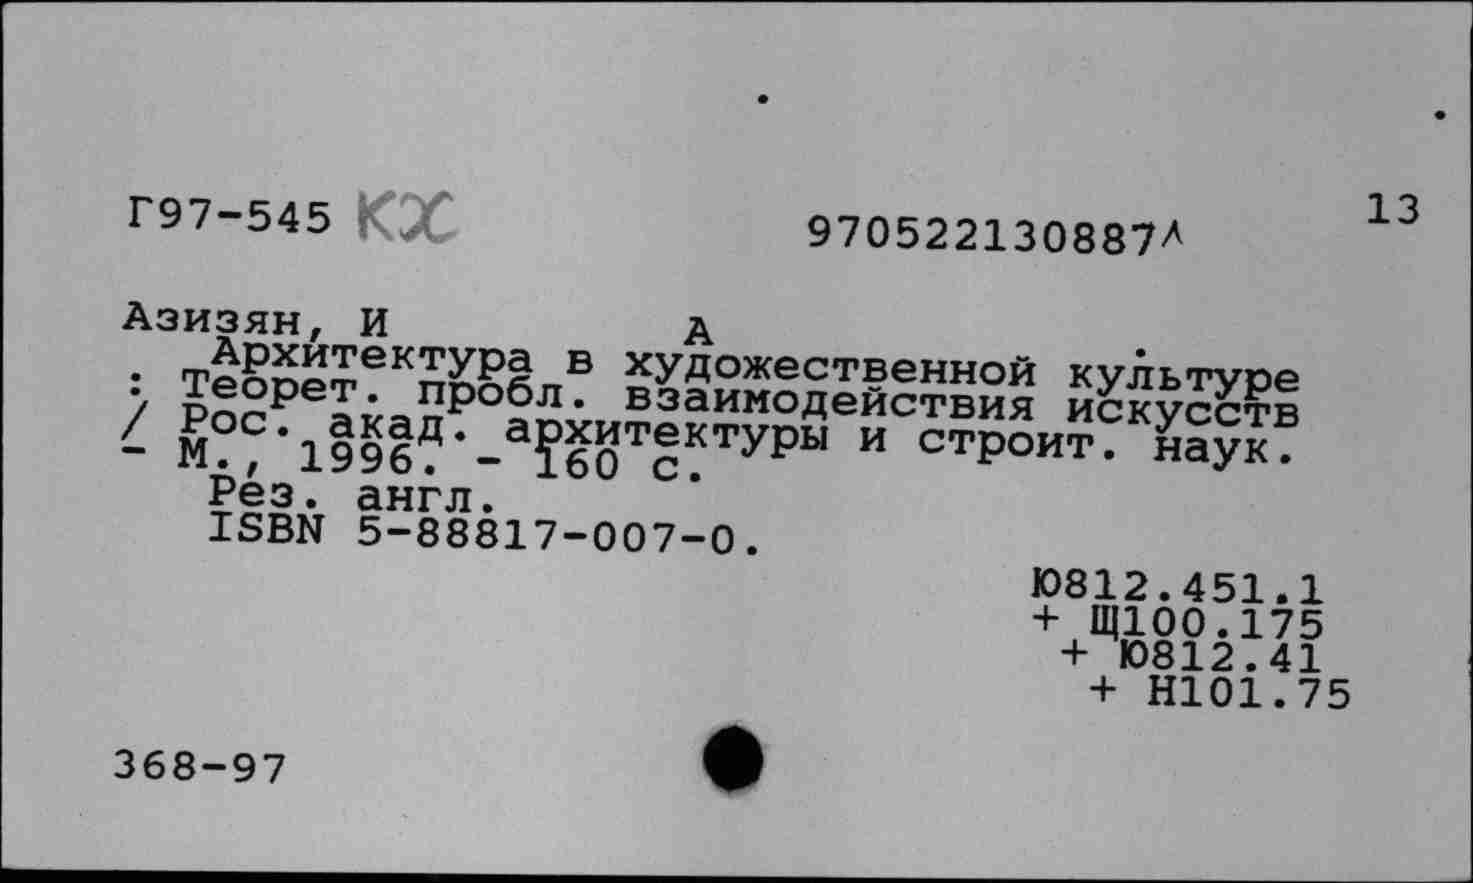 Г97-545 КХ
970522130887Л
13
Азизян, И А
Архитектура в художественной культуре
: Теорет. пробл. взаимодействия искусств
/ Рос. акад. архитектуры и строит. наук.
- М., 1996. - 160 с.
Рез. англ.
ISBN 5-88817-007-0.
Ю812.451.1
+ Щ100.175
+ Ю812.41
+ Н101.75
368-97